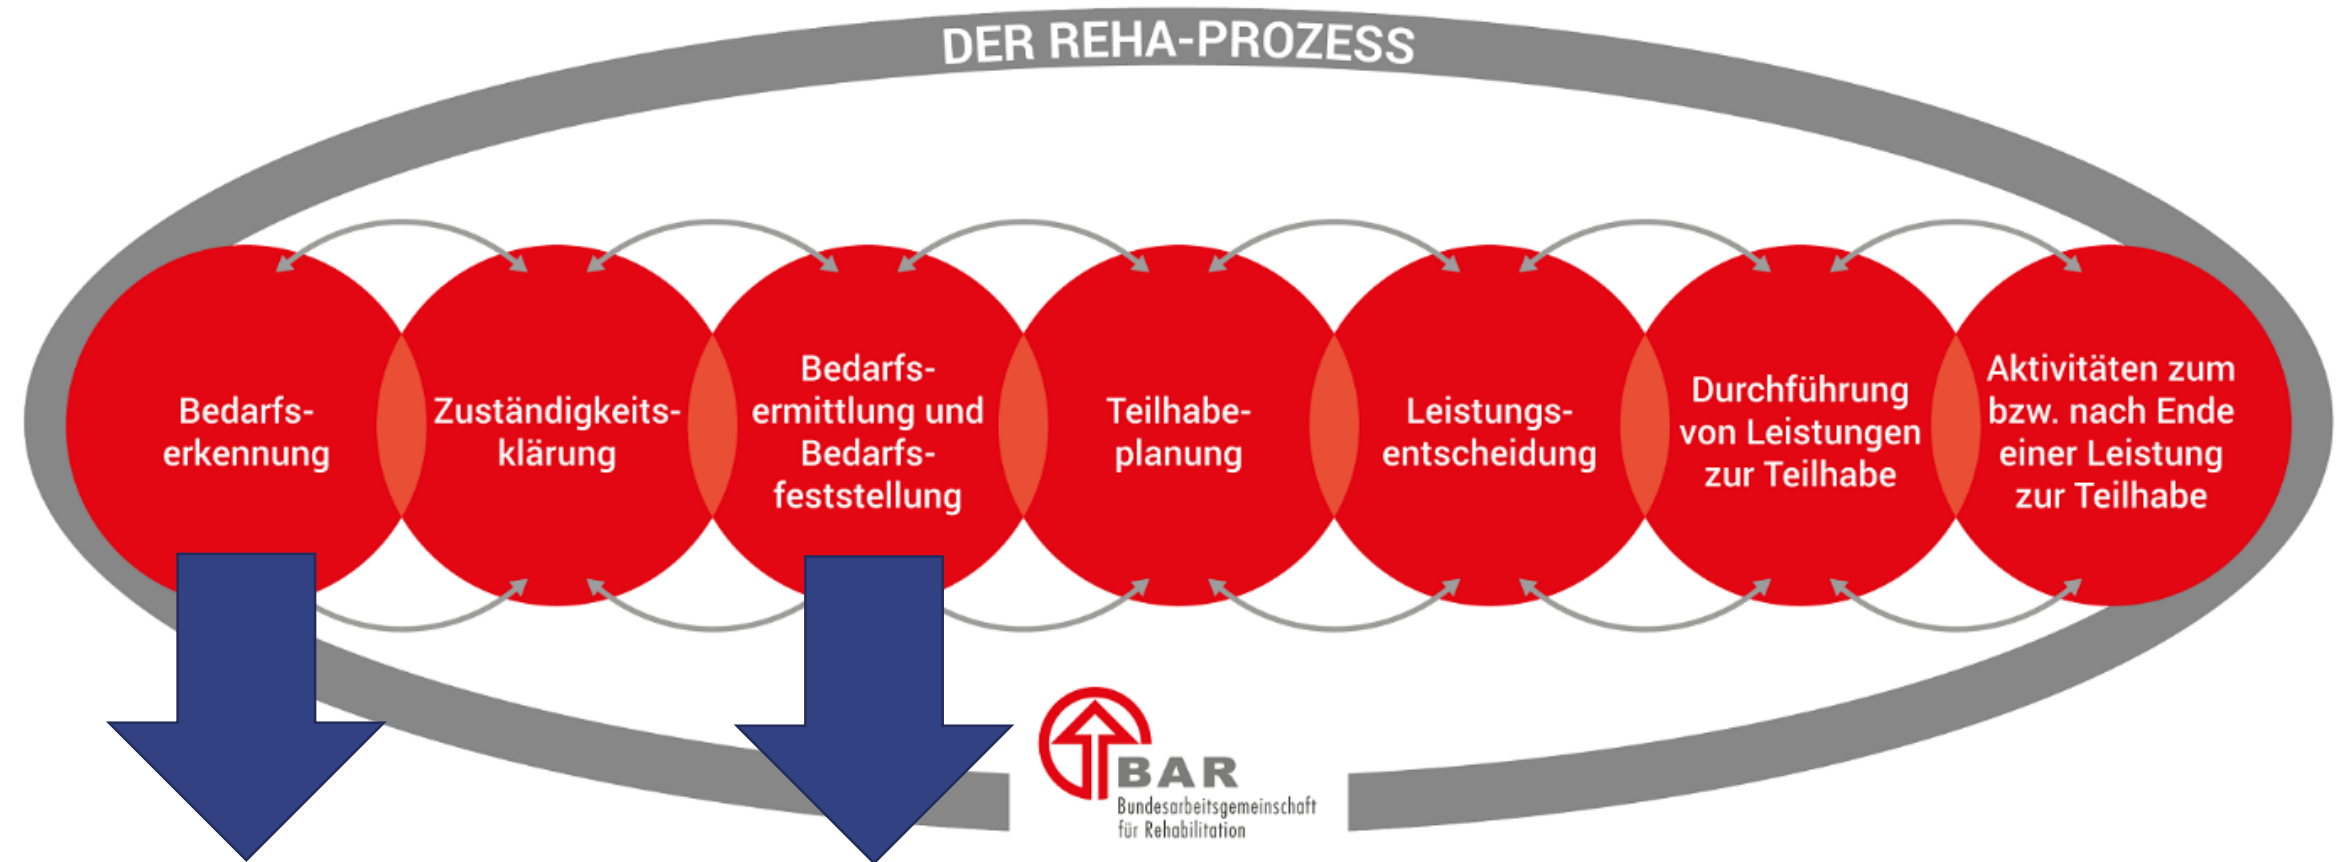 DER REHA-PROZESS
Bedarfs-
erkennung
Zuständigkeits-
klärung
Bedarfs-
ermittlung und
Bedarfs-
feststellung
Teilhabe-
planung
Leistungs-
entscheidung
Durchführung
von Leistungen
zur Teilhabe
Aktivitäten zum
bzw. nach Ende
einer Leistung
zur Teilhabe
BAR
Bundesarbeitsgemeinschaft
für Rehabilitation